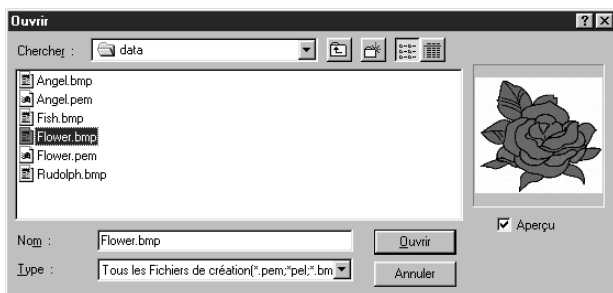 Ouvrir
Chercher : data
Angel.bmp
Angel.pem
Fish.bmp
Flower.bmp
Flower.pem
Rudolph.bmp
Aperçu
Nom : Flower.bmp Ouvrir
Type : Tous les Fichiers de création(*.pem;*pel;*.bm Annuler